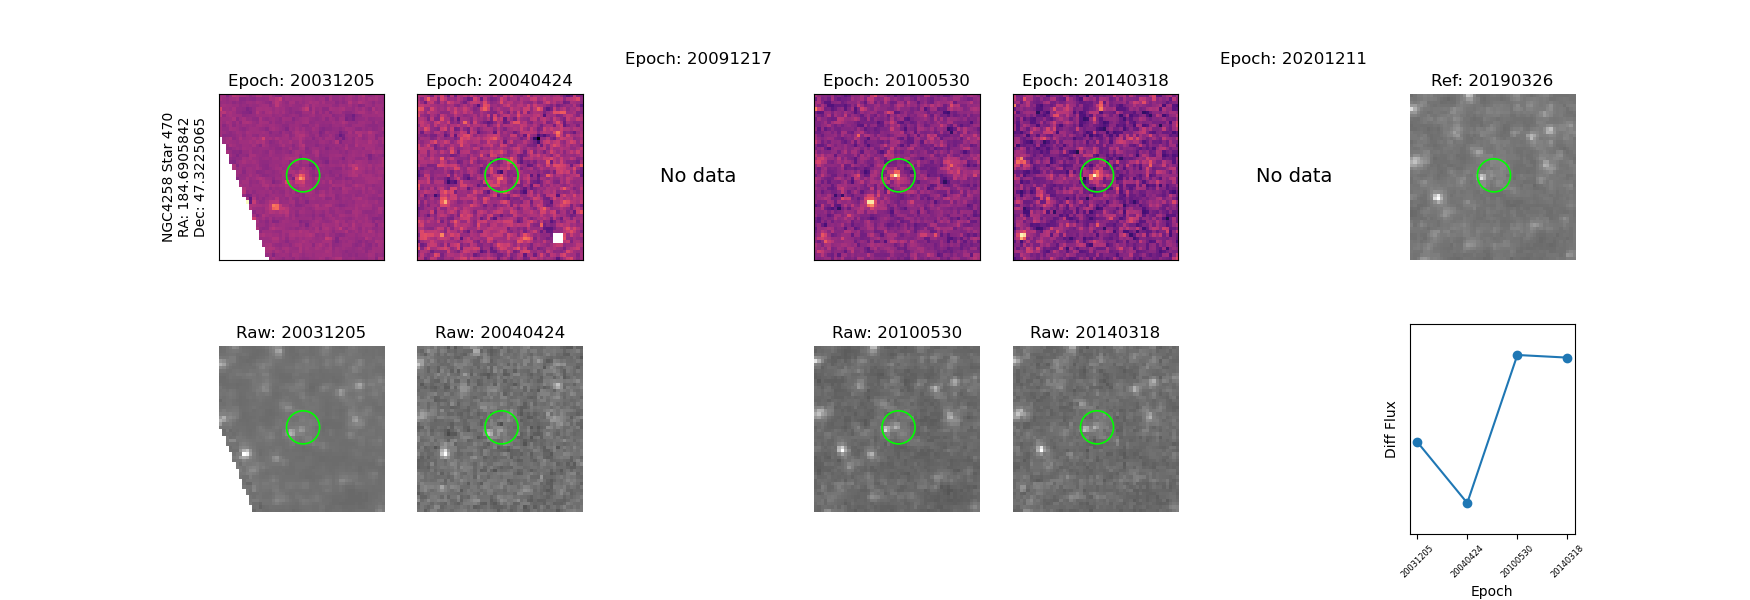 Epoch: 20031205
Epoch: 20040424
Epoch: 20091217
Epoch: 20100530
Epoch: 20140318
Epoch: 20201211
Ref: 20190326
NGC4258 Star 470
RA: 184.6905842
Dec: 47.3225065
No data
No data
Raw: 20031205
Raw: 20040424
Raw: 20100530
Raw: 20140318
Diff Flux
20031205
20040424
20100530
20140318
Epoch